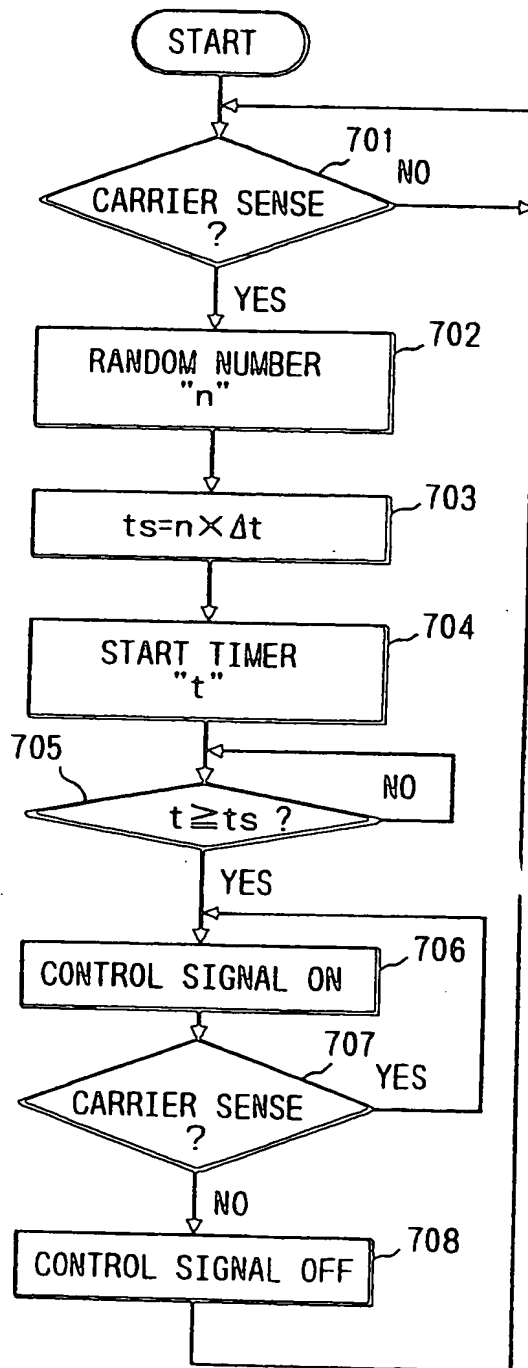 START
701
NO
CARRIER SENSE
?
YES
702
RANDOM NUMBER
"n"
703
ts=n×Δt
704
START TIMER
"t"
705
NO
t≧ts ?
YES
706
CONTROL SIGNAL ON
707
YES
CARRIER SENSE
?
NO
708
CONTROL SIGNAL OFF